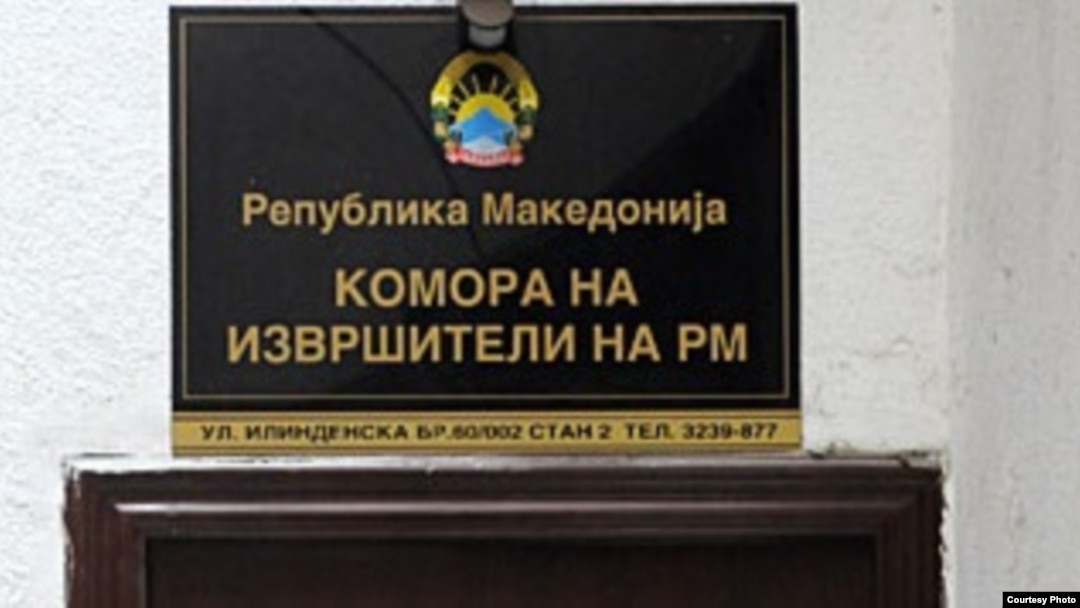 Република Македонија
КОМОРА НА
ИЗВРШИТЕЛИ НА РМ
УЛ. ИЛИНДЕНСКА БР.60/002 СТАН 2 ТЕЛ. 3239-877
Courtesy Photo